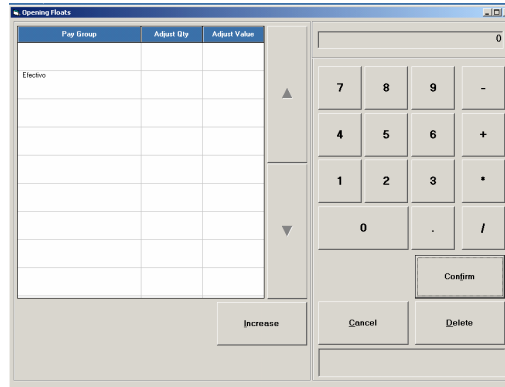 Opening Floats
Pay Group Adjust Qty Adjust Value
Efectivo
Increase
0
7 8 9 -
4 5 6 +
1 2 3 *
0 . /
Confirm
Cancel Delete